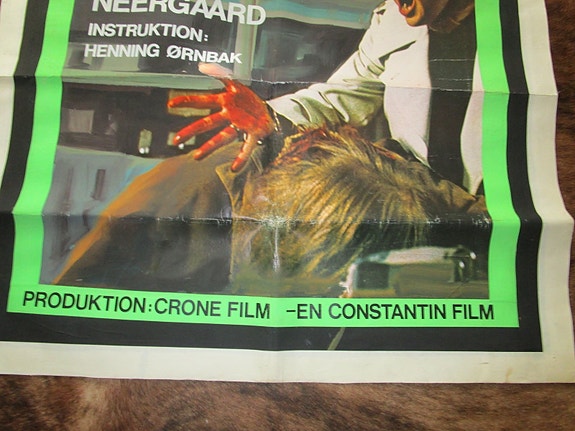 NEERGAARD
INSTRUKTION:
HENNING ØRNBAK
PRODUKTION: CRONE FILM -EN CONSTANTIN FILM